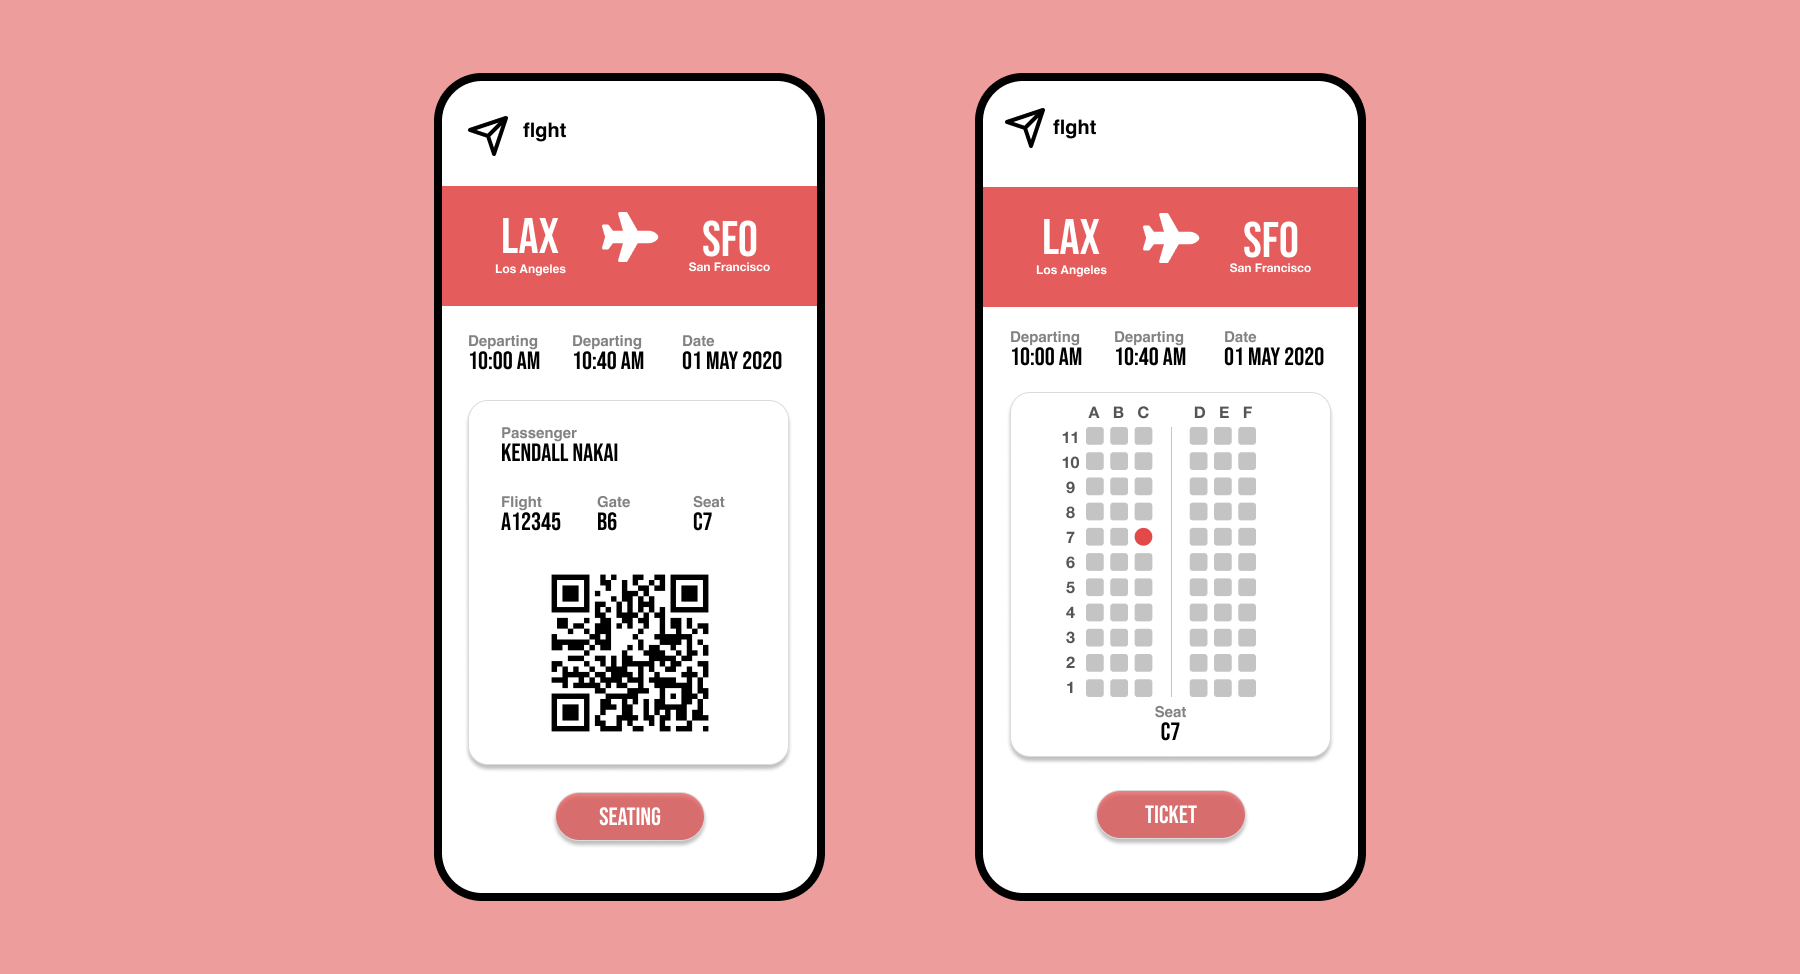 flght
LAX
Los Angeles
SFO
San Francisco
Departing
10:00 AM
Departing
10:40 AM
Date
01 MAY 2020
Passenger
KENDALL NAKAI
Flight
A12345
Gate
B6
Seat
C7
SEATING
flght
LAX
Los Angeles
SFO
San Francisco
Departing
10:00 AM
Departing
10:40 AM
Date
01 MAY 2020
A B C D E F
11
10
9
8
7
6
5
4
3
2
1
Seat
C7
TICKET